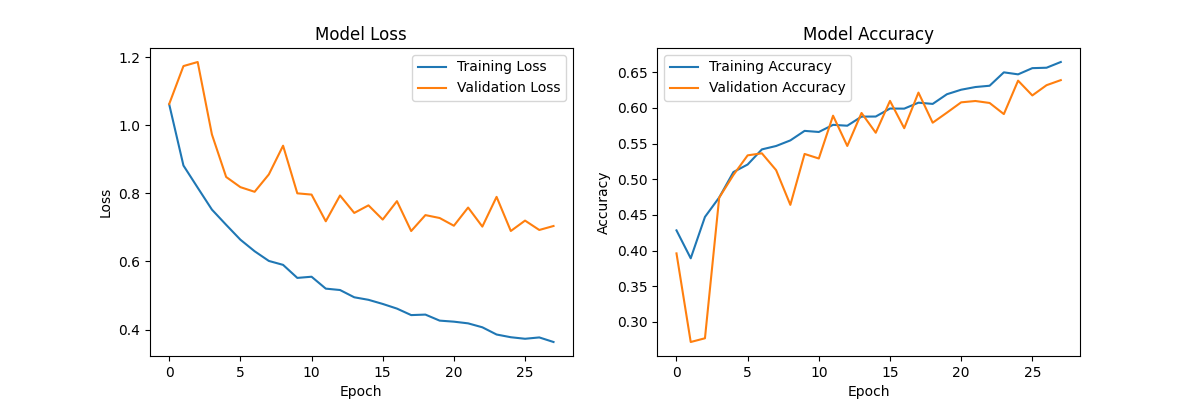 Model Loss
Training Loss
Validation Loss
1.2
1.0
0.8
0.6
0.4
Loss
0 5 10 15 20 25
Epoch
Model Accuracy
Training Accuracy
Validation Accuracy
0.65
0.60
0.55
0.50
0.45
0.40
0.35
0.30
Accuracy
0 5 10 15 20 25
Epoch